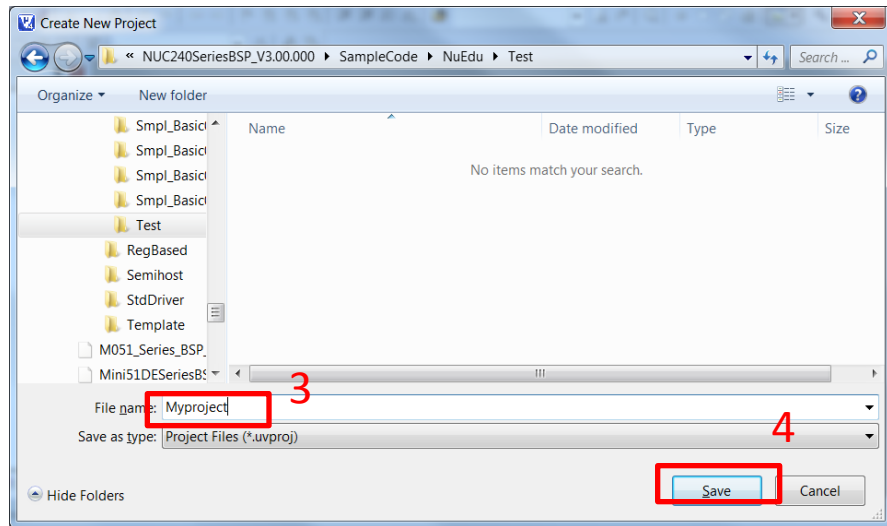 Create New Project
« NUC240SeriesBSP_V3.00.000 SampleCode NuEdu Test Search ...
Organize New folder
Name Date modified Type Size
No items match your search.
Smpl_Basic
Smpl_Basic
Smpl_Basic
Smpl_Basic
Test
RegBased
Semihost
StdDriver
Template
M051_Series_BSP_
Mini51DESeriesBS
3
File name: Myproject
4
Save as type: Project Files (*.uvproj)
Hide Folders Save Cancel